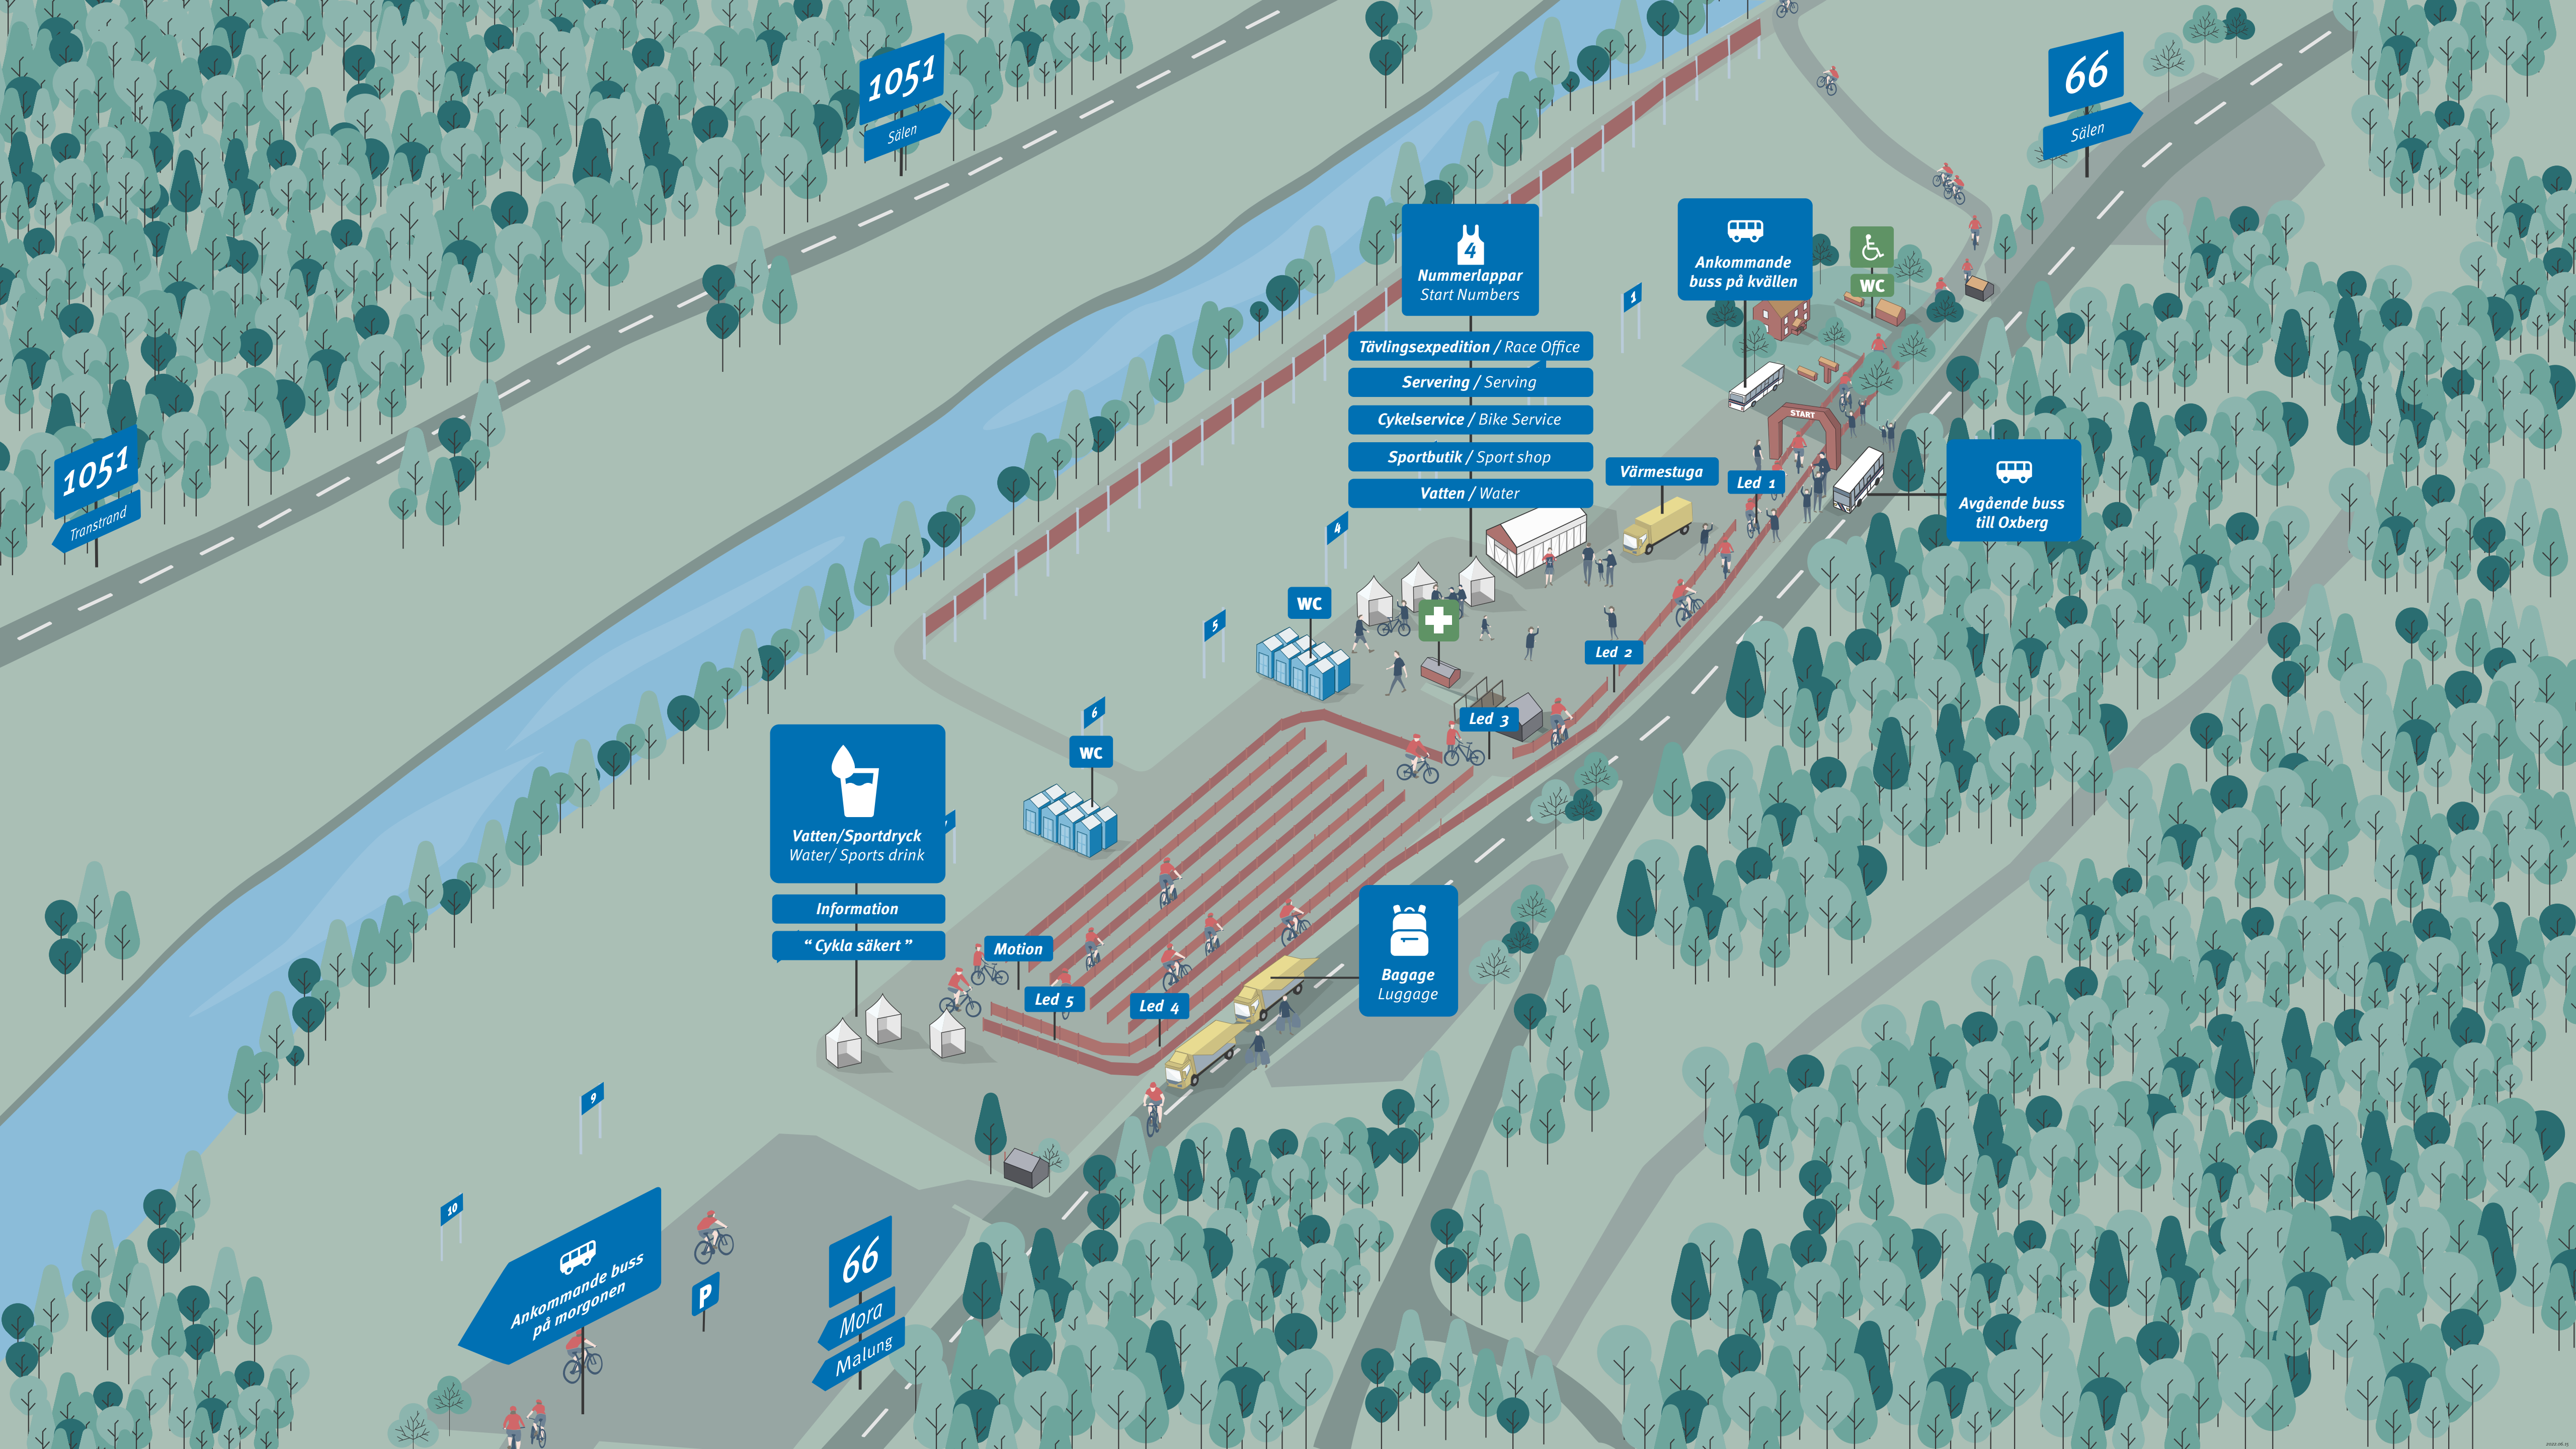 1051
Sälen
66
Sälen
4
Nummerlappar
Start Numbers
Tävlingsexpedition / Race Office
Servering / Serving
Cykelservice / Bike Service
Sportbutik / Sport shop
Vatten / Water
Ankommande
buss på kvällen
WC
1
START
1051
Transtrand
Värmestuga
Led 1
Avgående buss
till Oxberg
4
5
WC
Led 2
6
WC
Led 3
Vatten/Sportdryck
Water/ Sports drink
Information
“ Cykla säkert ”
Motion
Led 5
Led 4
Bagage
Luggage
9
10
Ankommande buss
på morgonen
P
66
Mora
Malung